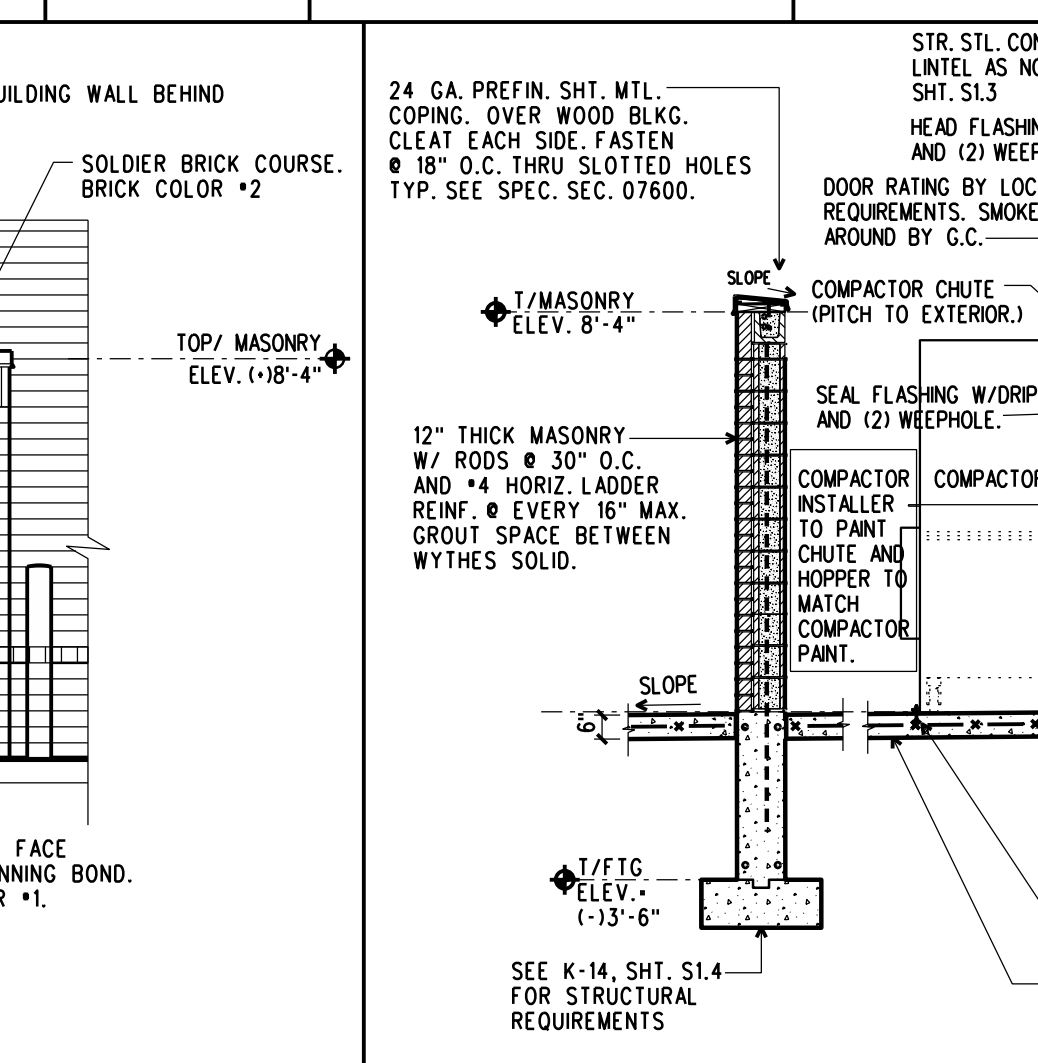 UILDING WALL BEHIND
SOLDIER BRICK COURSE.
BRICK COLOR #2
TOP/ MASONRY
ELEV. (+)8'-4"
FACE
NNING BOND.
R #1.
24 GA. PREFIN. SHT. MTL.
COPING. OVER WOOD BLKG.
CLEAT EACH SIDE. FASTEN
@ 18" O.C. THRU SLOTTED HOLES
TYP. SEE SPEC. SEC. 07600.
SLOPE
T/MASONRY
ELEV. 8'-4"
12" THICK MASONRY
W/ RODS @ 30" O.C.
AND #4 HORIZ. LADDER
REINF. @ EVERY 16" MAX.
GROUT SPACE BETWEEN
WYTHES SOLID.
SLOPE
6"
T/FTG
ELEV.=
(-)3'-6"
SEE K-14, SHT. S1.4
FOR STRUCTURAL
REQUIREMENTS
STR. STL. CON
LINTEL AS NO
SHT. S1.3
HEAD FLASHIN
AND (2) WEEP
DOOR RATING BY LOC
REQUIREMENTS. SMOKE
AROUND BY G.C.
COMPACTOR CHUTE
(PITCH TO EXTERIOR.)
SEAL FLASHING W/DRIP
AND (2) WEEPHOLE.
COMPACTOR
INSTALLER
TO PAINT
CHUTE AND
HOPPER TO
MATCH
COMPACTOR
PAINT.
COMPACTOR